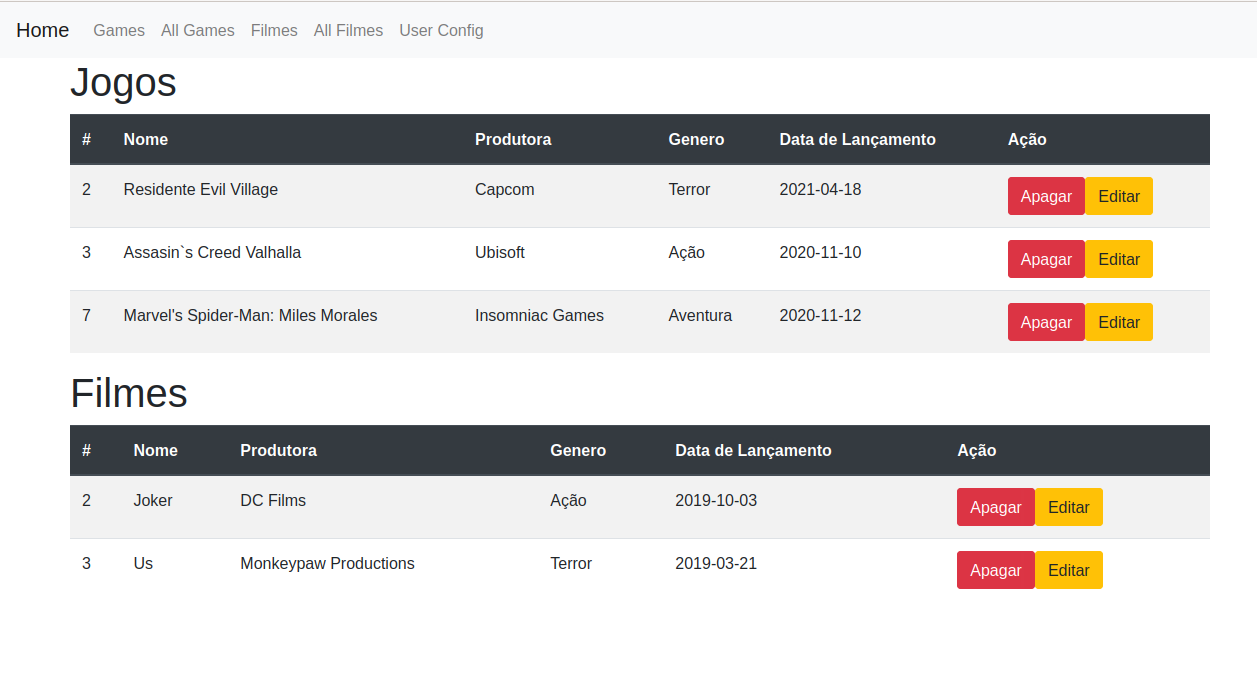 Home Games All Games Filmes All Filmes User Config
Jogos
# Nome Produtora Genero Data de Lançamento Ação
2 Residente Evil Village Capcom Terror 2021-04-18 Apagar Editar
3 Assasin`s Creed Valhalla Ubisoft Ação 2020-11-10 Apagar Editar
7 Marvel's Spider-Man: Miles Morales Insomniac Games Aventura 2020-11-12 Apagar Editar
Filmes
# Nome Produtora Genero Data de Lançamento Ação
2 Joker DC Films Ação 2019-10-03 Apagar Editar
3 Us Monkeypaw Productions Terror 2019-03-21 Apagar Editar